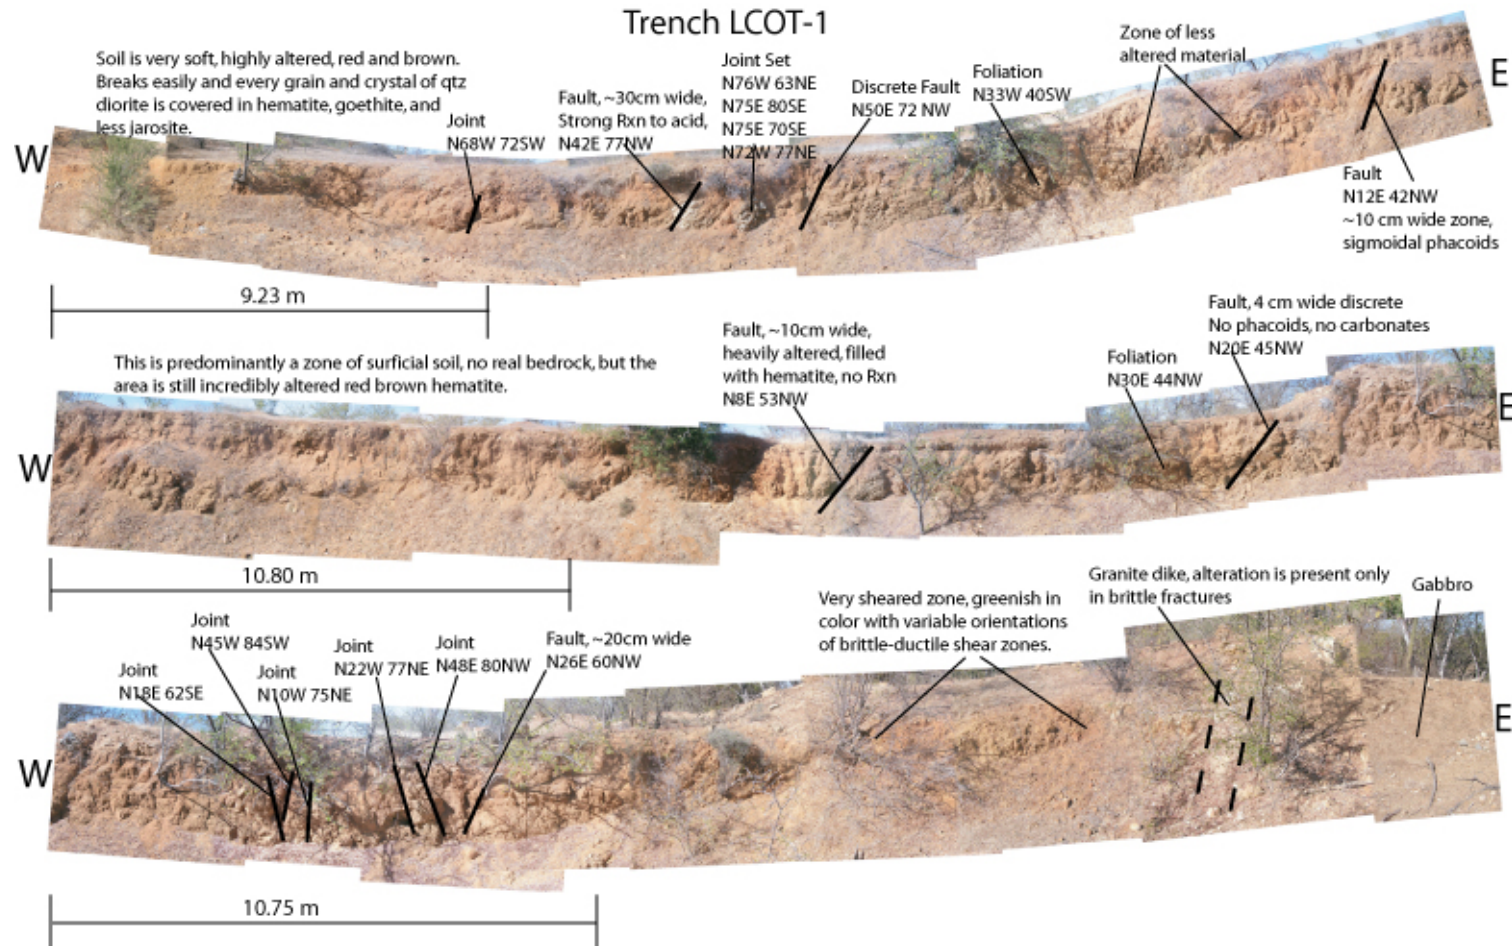 Trench LCOT-1
Soil is very soft, highly altered, red and brown.
Breaks easily and every grain and crystal of qtz
diorite is covered in hematite, goethite, and
less jarosite.
Joint
N68W 72SW
Fault, ~30cm wide,
Strong Rxn to acid,
N42E 77NW
Joint Set
N76W 63NE
N75E 80SE
N75E 70SE
N72W 77NE
Discrete Fault
N50E 72 NW
Foliation
N33W 40SW
Zone of less
altered material
Fault
N12E 42NW
~10 cm wide zone,
sigmoidal phacoids
W
E
9.23 m
This is predominantly a zone of surficial soil, no real bedrock, but the
area is still incredibly altered red brown hematite.
Fault, ~10cm wide,
heavily altered, filled
with hematite, no Rxn
N8E 53NW
Foliation
N30E 44NW
Fault, 4 cm wide discrete
No phacoids, no carbonates
N20E 45NW
W
E
10.80 m
Joint
N18E 62SE
Joint
N45W 84SW
Joint
N10W 75NE
Joint
N22W 77NE
Joint
N48E 80NW
Fault, ~20cm wide
N26E 60NW
Very sheared zone, greenish in
color with variable orientations
of brittle-ductile shear zones.
Granite dike, alteration is present only
in brittle fractures
Gabbro
W
E
10.75 m